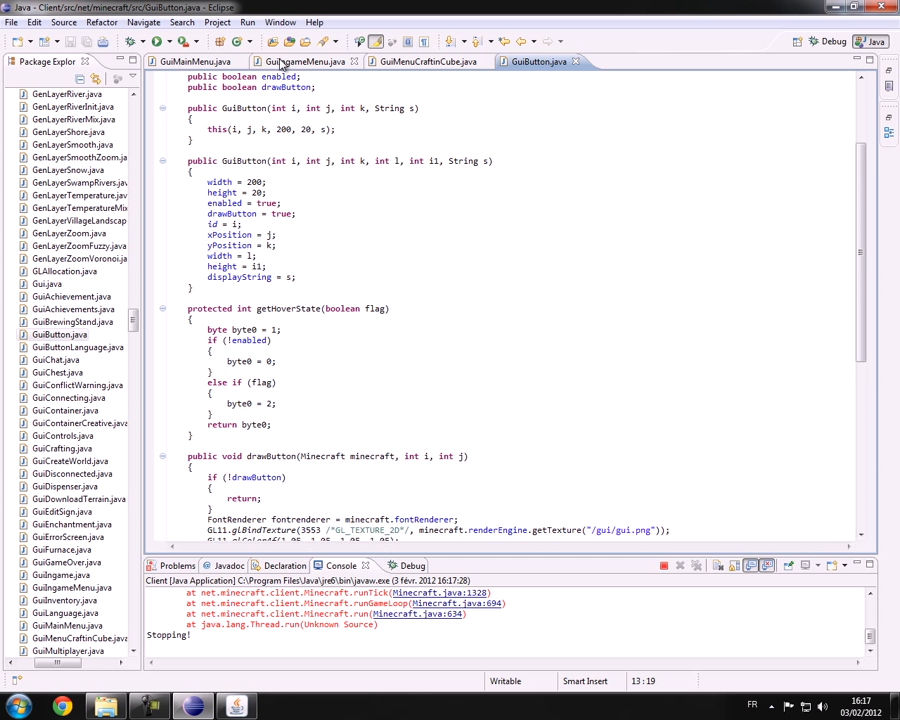 Java - Client/src/net/minecraft/src/GuiButton.java - Eclipse
File Edit Source Refactor Navigate Search Project Run Window Help
Debug Java
Package Explor
GuiMainMenu.java GuiIngameMenu.java GuiMenuCraftinCube.java GuiButton.java
GenLayerRiver.java
GenLayerRiverInit.java
GenLayerRiverMix.java
GenLayerShore.java
GenLayerSmooth.java
GenLayerSmoothZoom.java
GenLayerSnow.java
GenLayerSwampRivers.java
GenLayerTemperature.java
GenLayerTemperatureMix
GenLayerVillageLandscap
GenLayerZoom.java
GenLayerZoomFuzzy.java
GenLayerZoomVoronoi.java
GLAllocation.java
Gui.java
GuiAchievement.java
GuiAchievements.java
GuiBrewingStand.java
GuiButton.java
GuiButtonLanguage.java
GuiChat.java
GuiChest.java
GuiConflictWarning.java
GuiConnecting.java
GuiContainer.java
GuiContainerCreative.java
GuiControls.java
GuiCrafting.java
GuiCreateWorld.java
GuiDisconnected.java
GuiDispenser.java
GuiDownloadTerrain.java
GuiEditSign.java
GuiEnchantment.java
GuiErrorScreen.java
GuiFurnace.java
GuiGameOver.java
GuiIngame.java
GuiIngameMenu.java
GuiInventory.java
GuiLanguage.java
GuiMainMenu.java
GuiMenuCraftinCube.java
GuiMultiplayer.java
public boolean enabled;
public boolean drawButton;
public GuiButton(int i, int j, int k, String s)
{
this(i, j, k, 200, 20, s);
}
public GuiButton(int i, int j, int k, int l, int i1, String s)
{
width = 200;
height = 20;
enabled = true;
drawButton = true;
id = i;
xPosition = j;
yPosition = k;
width = l;
height = i1;
displayString = s;
}
protected int getHoverState(boolean flag)
{
byte byte0 = 1;
if (!enabled)
{
byte0 = 0;
}
else if (flag)
{
byte0 = 2;
}
return byte0;
}
public void drawButton(Minecraft minecraft, int i, int j)
{
if (!drawButton)
{
return;
}
FontRenderer fontrenderer = minecraft.fontRenderer;
GL11.glBindTexture(3553 /*GL_TEXTURE_2D*/, minecraft.renderEngine.getTexture("/gui/gui.png"));
Problems Javadoc Declaration Console Debug
Client [Java Application] C:\Program Files\Java\jre6\bin\javaw.exe (3 févr. 2012 16:17:28)
at net.minecraft.client.Minecraft.runTick(Minecraft.java:1328)
at net.minecraft.client.Minecraft.runGameLoop(Minecraft.java:694)
at net.minecraft.client.Minecraft.run(Minecraft.java:634)
at java.lang.Thread.run(Unknown Source)
Stopping!
Writable Smart Insert 13 : 19
FR 16:17
03/02/2012